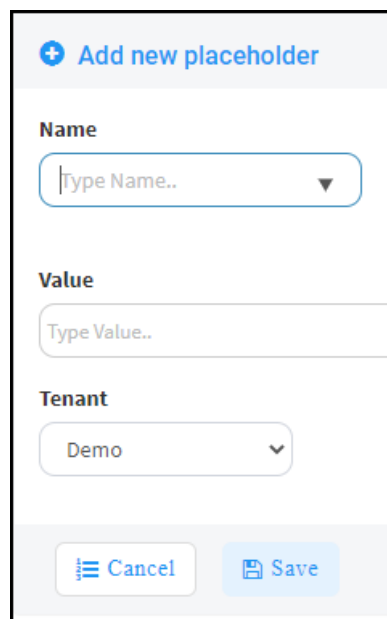 Add new placeholder
Name
Type Name..
Value
Type Value..
Tenant
Demo
Cancel
Save